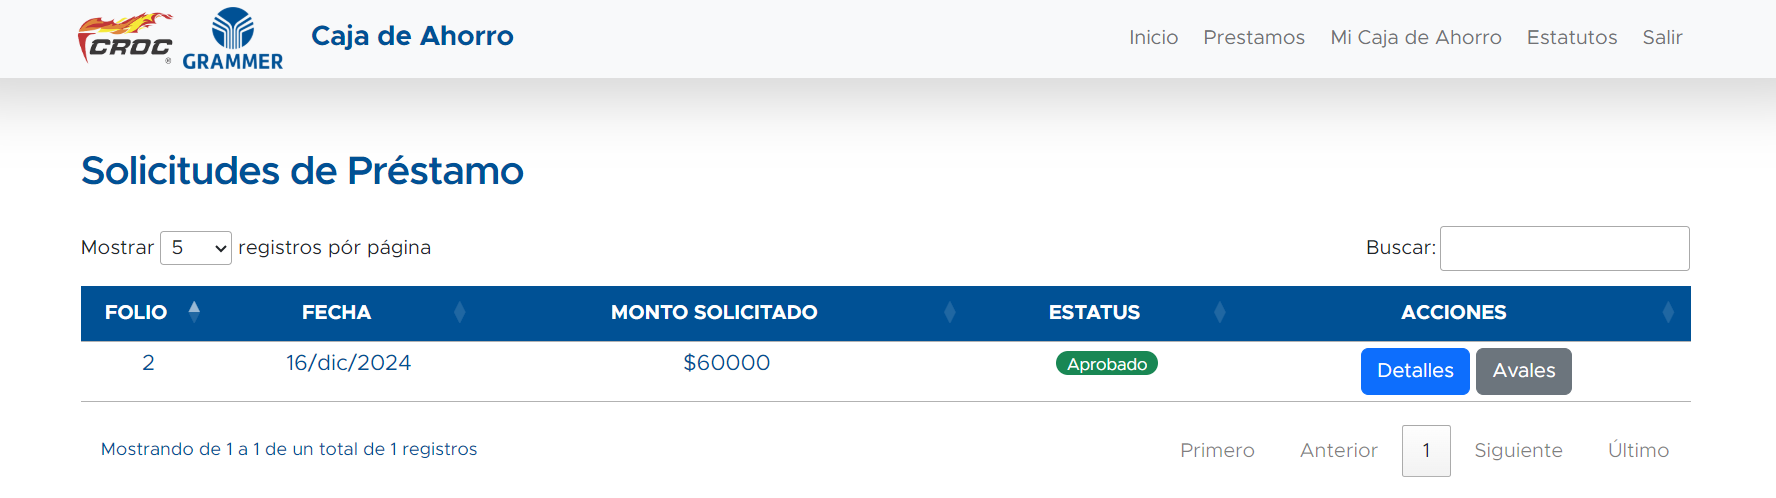 CROC ® GRAMMER Caja de Ahorro Inicio Prestamos Mi Caja de Ahorro Estatutos Salir
Solicitudes de Préstamo
Mostrar 5 registros pór página Buscar:
FOLIO FECHA MONTO SOLICITADO ESTATUS ACCIONES
2 16/dic/2024 $60000 Aprobado Detalles Avales
Mostrando de 1 a 1 de un total de 1 registros Primero Anterior 1 Siguiente Último